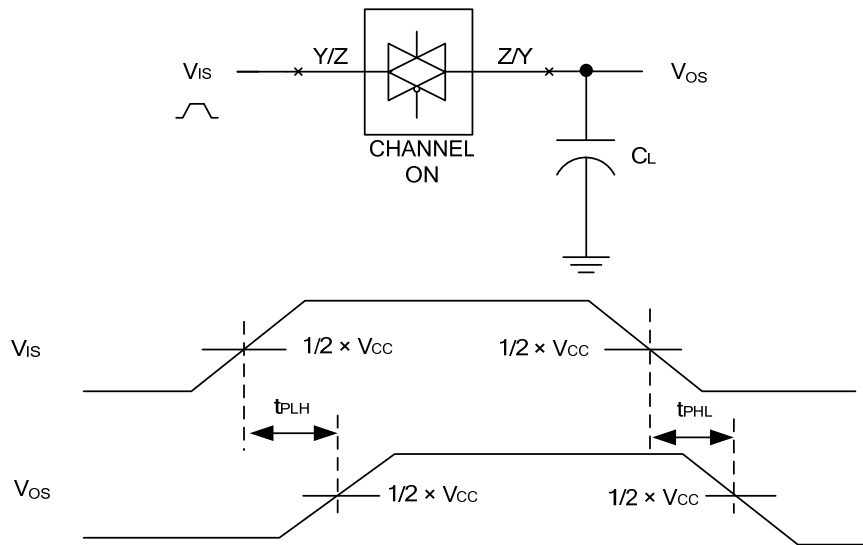 VIS Y/Z Z/Y VOS
CHANNEL
ON
CL
VIS 1/2 × VCC 1/2 × VCC
tPLH tPHL
VOS 1/2 × VCC 1/2 × VCC